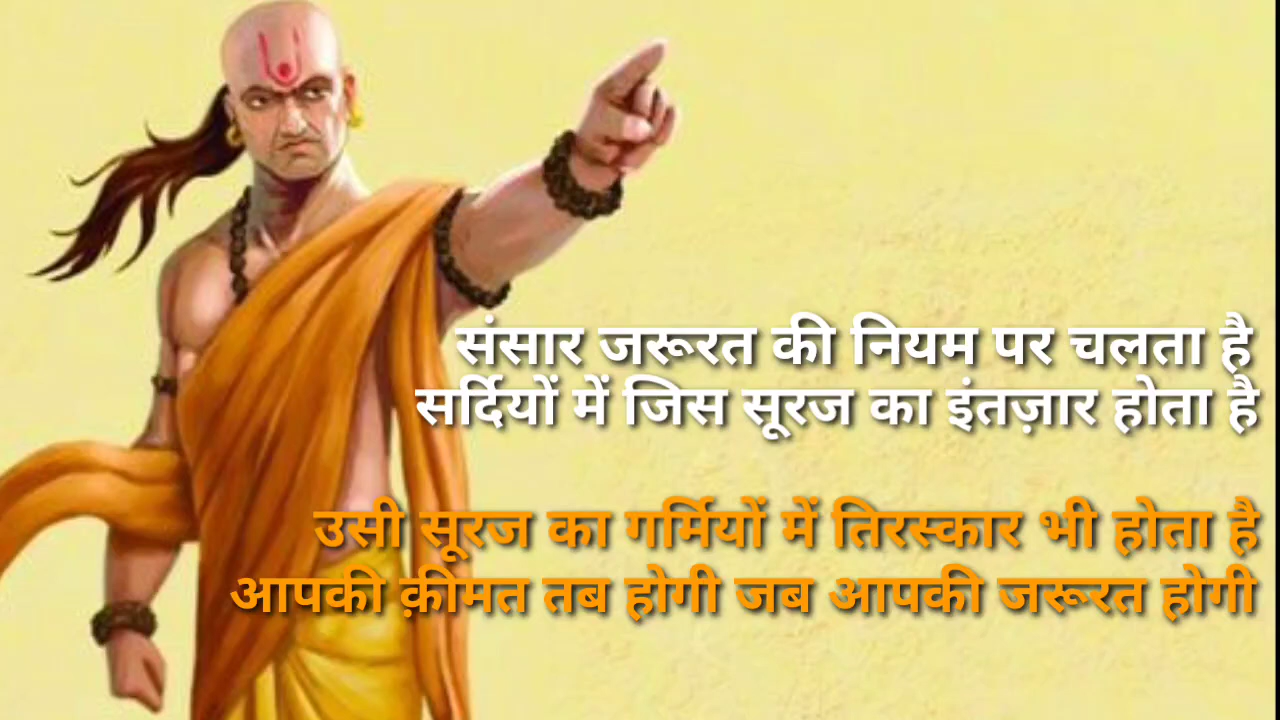 संसार जरूरत की नियम पर चलता है
सर्दियों में जिस सूरज का इंतज़ार होता है
उसी सूरज का गर्मियों में तिरस्कार भी होता है
आपकी क़ीमत तब होगी जब आपकी जरूरत होगी